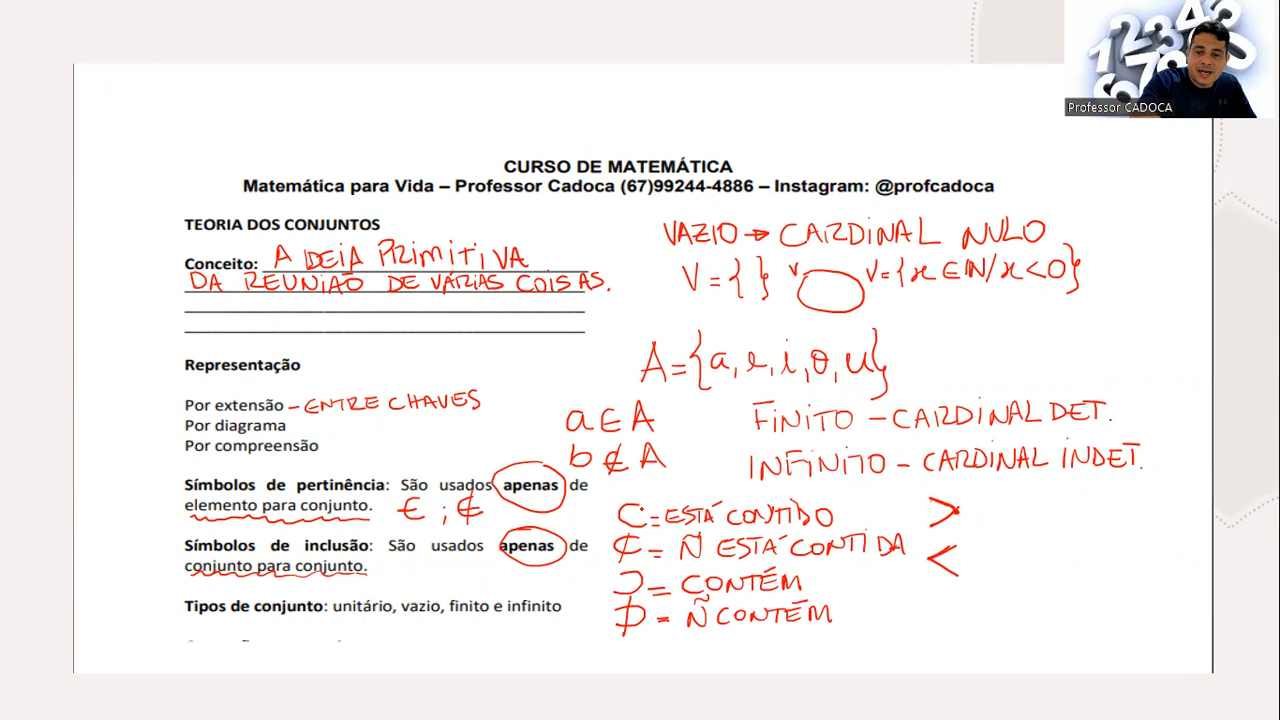 Professor CADOCA
CURSO DE MATEMÁTICA
Matemática para Vida – Professor Cadoca (67)99244-4886 – Instagram: @profcadoca
TEORIA DOS CONJUNTOS
Conceito: A IDEIA PRIMITIVA
DA REUNIÃO DE VÁRIAS COISAS.
Representação
Por extensão – ENTRE CHAVES
Por diagrama
Por compreensão
Símbolos de pertinência: São usados apenas de
elemento para conjunto. ∈ ; ∉
Símbolos de inclusão: São usados apenas de
conjunto para conjunto.
Tipos de conjunto: unitário, vazio, finito e infinito
VAZIO → CARDINAL NULO
V = { } V V = {x ∈ N / x < 0}
A = {a, e, i, o, u}
a ∈ A
b ∉ A
FINITO – CARDINAL DET.
INFINITO – CARDINAL INDET.
⊂ = ESTÁ CONTIDO >
⊄ = Ñ ESTÁ CONTIDA <
⊃ = CONTÉM
⊅ = Ñ CONTÉM